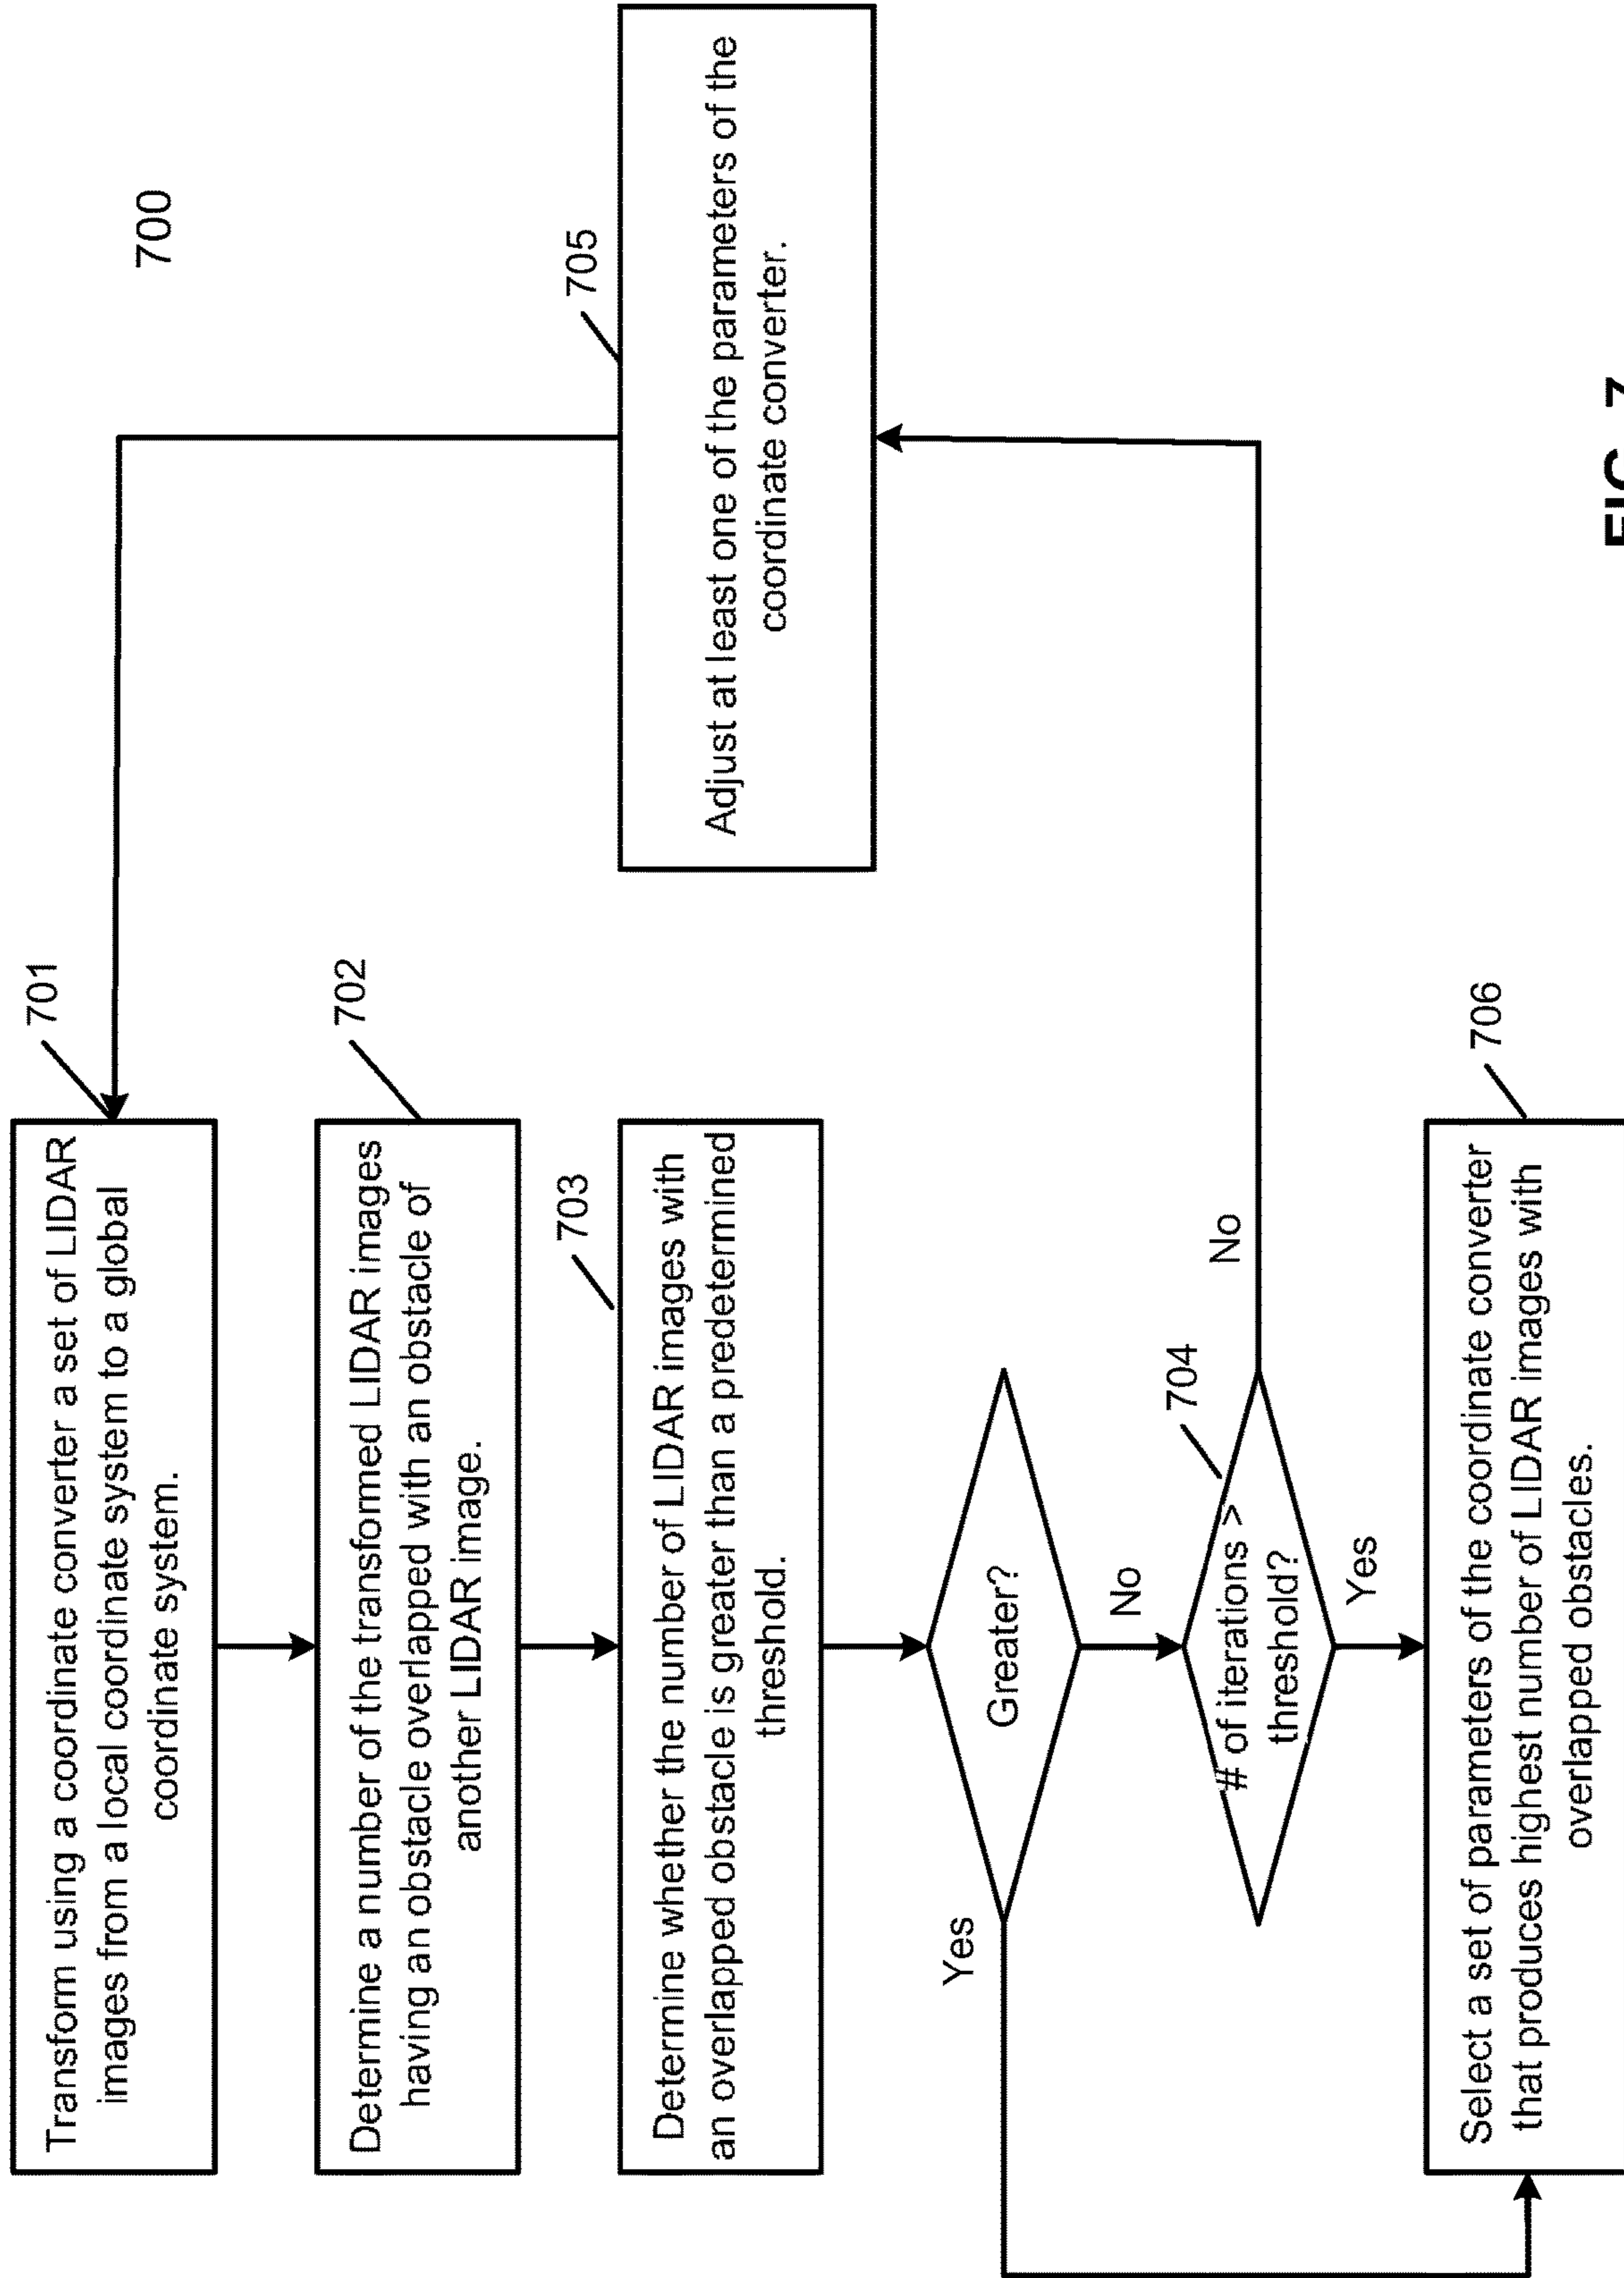 700
701
Transform using a coordinate converter a set of LIDAR
images from a local coordinate system to a global
coordinate system.
702
Determine a number of the transformed LIDAR images
having an obstacle overlapped with an obstacle of
another LIDAR image.
703
Determine whether the number of LIDAR images with
an overlapped obstacle is greater than a predetermined
threshold.
705
Adjust at least one of the parameters of the
coordinate converter.
Greater?
Yes
No
704
# of iterations >
threshold?
No
Yes
706
Select a set of parameters of the coordinate converter
that produces highest number of LIDAR images with
overlapped obstacles.
FIG. 7